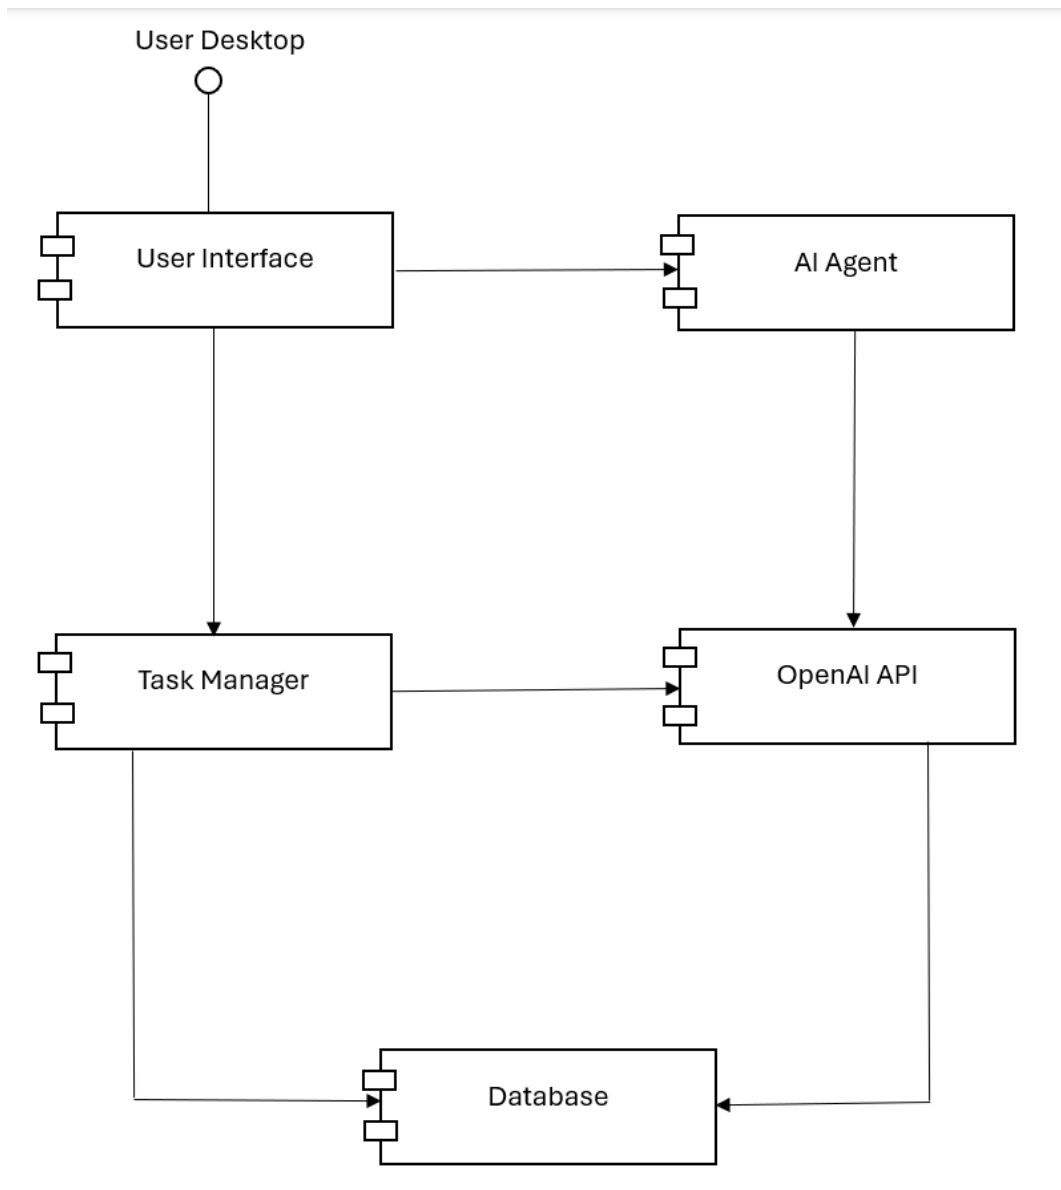 User Desktop
User Interface
AI Agent
Task Manager
OpenAI API
Database